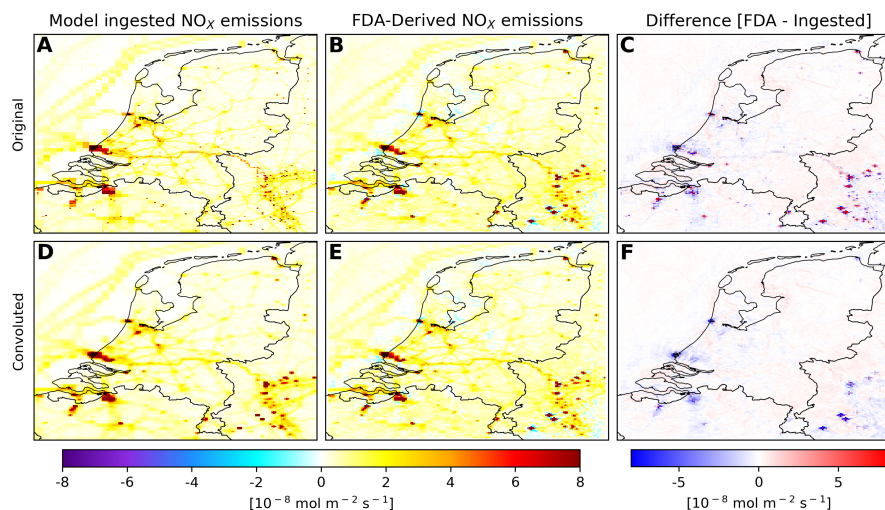 Model ingested NOX emissions
FDA-Derived NOX emissions
Difference [FDA - Ingested]
Original
A
B
C
Convoluted
D
E
F
-8 -6 -4 -2 0 2 4 6 8
[10−8 mol m−2 s−1]
-5 0 5
[10−8 mol m−2 s−1]